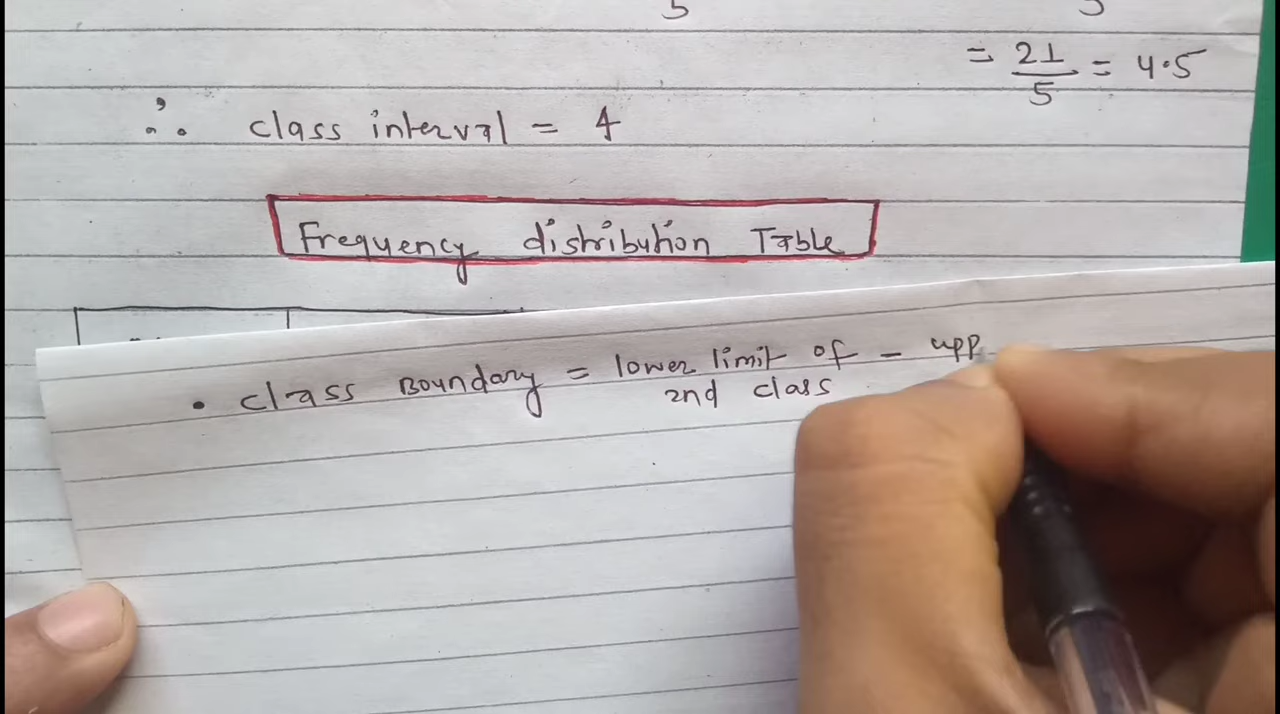 = 21/5 = 4.5
∴ class interval = 4
Frequency distribution Table
• class Boundary = lower limit of - upp
2nd class